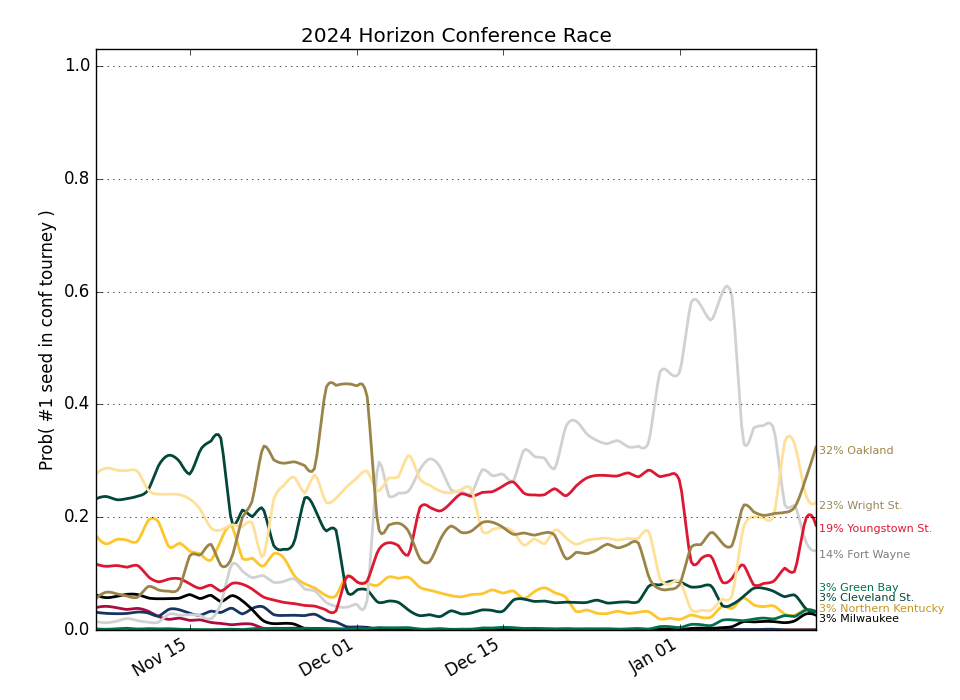 2024 Horizon Conference Race
Prob( #1 seed in conf tourney )
1.0
0.8
0.6
0.4
0.2
0.0
Nov 15
Dec 01
Dec 15
Jan 01
32% Oakland
23% Wright St.
19% Youngstown St.
14% Fort Wayne
3% Green Bay
3% Cleveland St.
3% Northern Kentucky
3% Milwaukee